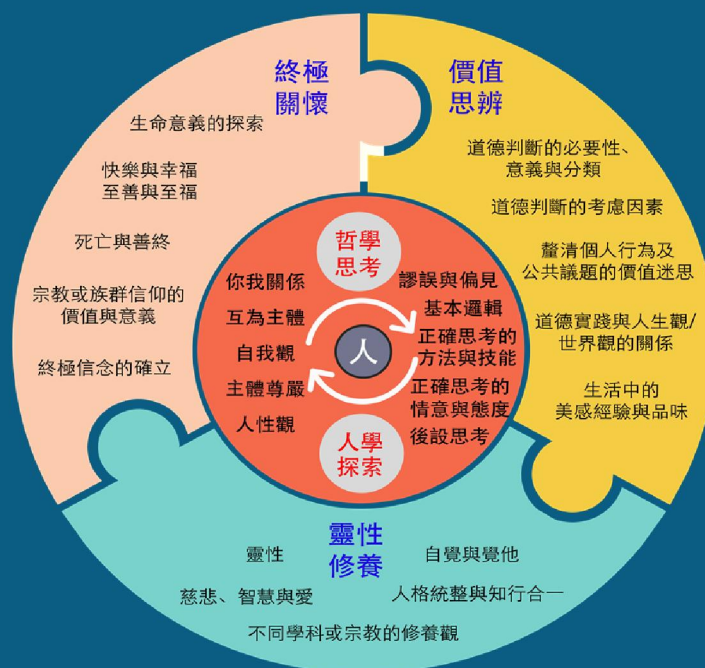 終極
關懷
生命意義的探索
快樂與幸福
至善與至福
死亡與善終
宗教或族群信仰的
價值與意義
終極信念的確立
價值
思辨
道德判斷的必要性、
意義與分類
道德判斷的考慮因素
釐清個人行為及
公共議題的價值迷思
道德實踐與人生觀/
世界觀的關係
生活中的
美感經驗與品味
哲學
思考
謬誤與偏見
基本邏輯
正確思考的
方法與技能
正確思考的
情意與態度
後設思考
人
你我關係
互為主體
自我觀
主體尊嚴
人性觀
人學
探索
靈性
修養
靈性
自覺與覺他
慈悲、智慧與愛
人格統整與知行合一
不同學科或宗教的修養觀